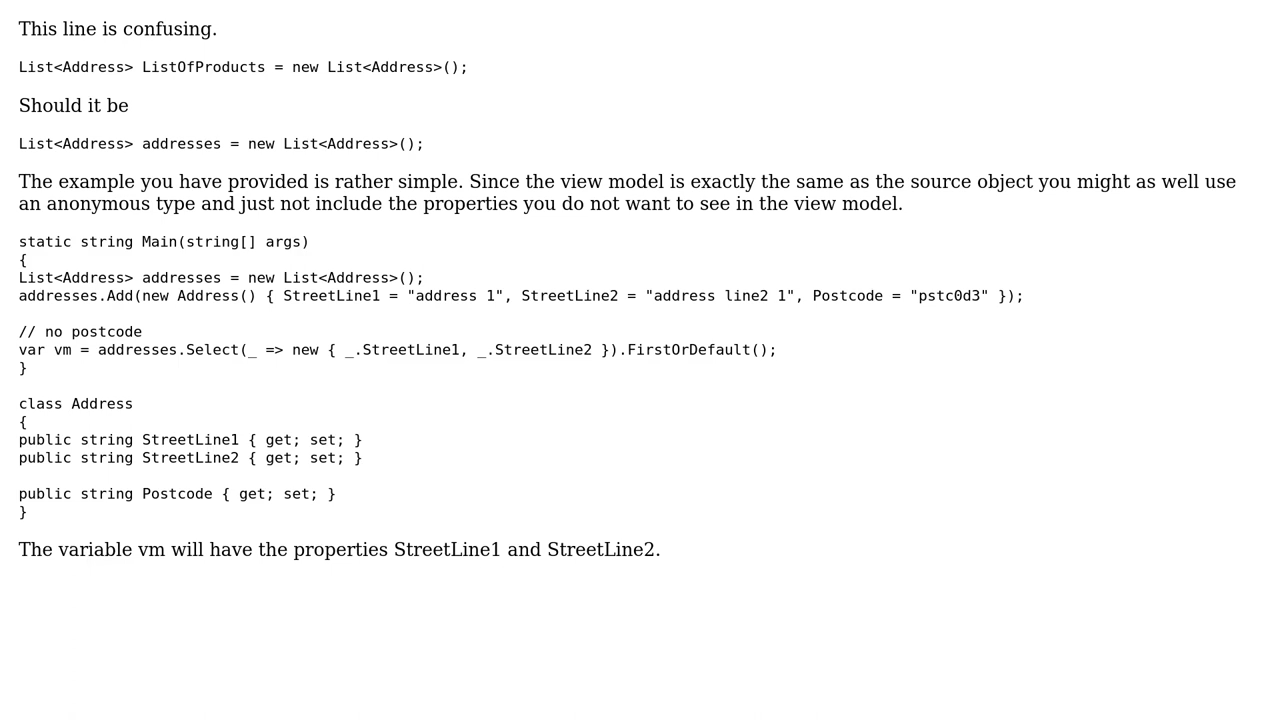 This line is confusing.
List<Address> ListOfProducts = new List<Address>();
Should it be
List<Address> addresses = new List<Address>();
The example you have provided is rather simple. Since the view model is exactly the same as the source object you might as well use
an anonymous type and just not include the properties you do not want to see in the view model.
static string Main(string[] args)
{
List<Address> addresses = new List<Address>();
addresses.Add(new Address() { StreetLine1 = "address 1", StreetLine2 = "address line2 1", Postcode = "pstc0d3" });
// no postcode
var vm = addresses.Select(_ => new { _.StreetLine1, _.StreetLine2 }).FirstOrDefault();
}
class Address
{
public string StreetLine1 { get; set; }
public string StreetLine2 { get; set; }
public string Postcode { get; set; }
}
The variable vm will have the properties StreetLine1 and StreetLine2.